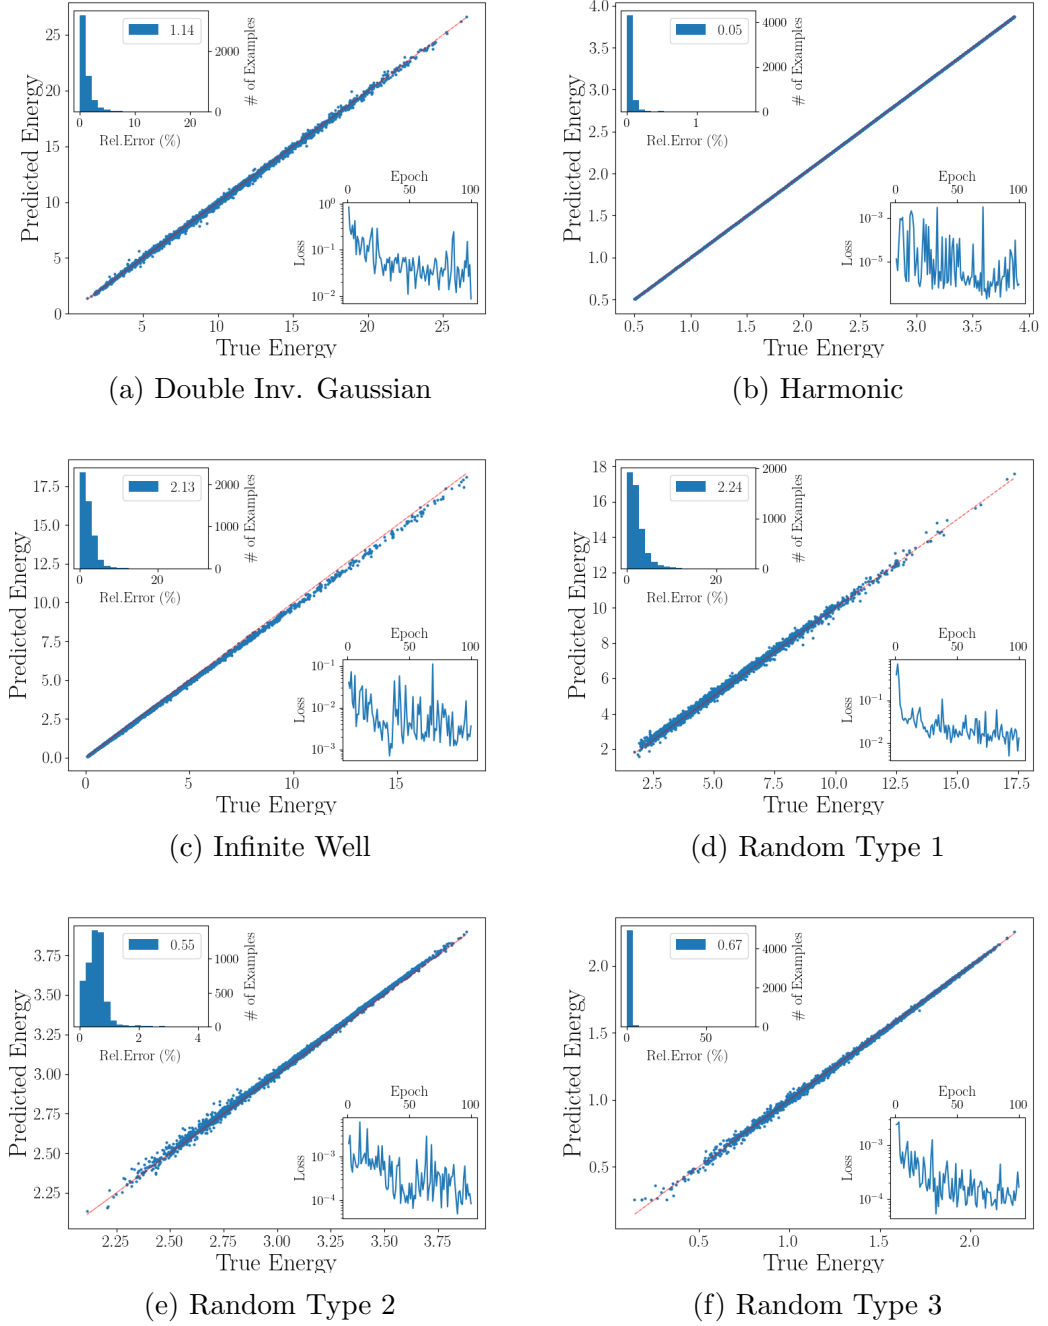 25
20
15
10
5
0
Predicted Energy
1.14
2000
0
# of Examples
0 10 20
Rel.Error (%)
Epoch
0 50 100
10⁰
10⁻¹
10⁻²
Loss
5 10 15 20 25
True Energy
(a) Double Inv. Gaussian
4.0
3.5
3.0
2.5
2.0
1.5
1.0
0.5
Predicted Energy
0.05
4000
2000
0
# of Examples
0 1
Rel.Error (%)
Epoch
0 50 100
10⁻³
10⁻⁵
Loss
0.5 1.0 1.5 2.0 2.5 3.0 3.5 4.0
True Energy
(b) Harmonic
17.5
15.0
12.5
10.0
7.5
5.0
2.5
0.0
Predicted Energy
2.13
2000
1000
0
# of Examples
0 20
Rel.Error (%)
Epoch
0 50 100
10⁻¹
10⁻²
10⁻³
Loss
0 5 10 15
True Energy
(c) Infinite Well
18
16
14
12
10
8
6
4
2
Predicted Energy
2.24
2000
1000
0
# of Examples
0 20
Rel.Error (%)
Epoch
0 50 100
10⁻¹
10⁻²
Loss
2.5 5.0 7.5 10.0 12.5 15.0 17.5
True Energy
(d) Random Type 1
3.75
3.50
3.25
3.00
2.75
2.50
2.25
Predicted Energy
0.55
1000
500
0
# of Examples
0 2 4
Rel.Error (%)
Epoch
0 50 100
10⁻²
10⁻³
10⁻⁴
Loss
2.25 2.50 2.75 3.00 3.25 3.50 3.75
True Energy
(e) Random Type 2
2.0
1.5
1.0
0.5
Predicted Energy
0.67
4000
2000
0
# of Examples
0 50
Rel.Error (%)
Epoch
0 50 100
10⁻³
10⁻⁴
Loss
0.5 1.0 1.5 2.0
True Energy
(f) Random Type 3